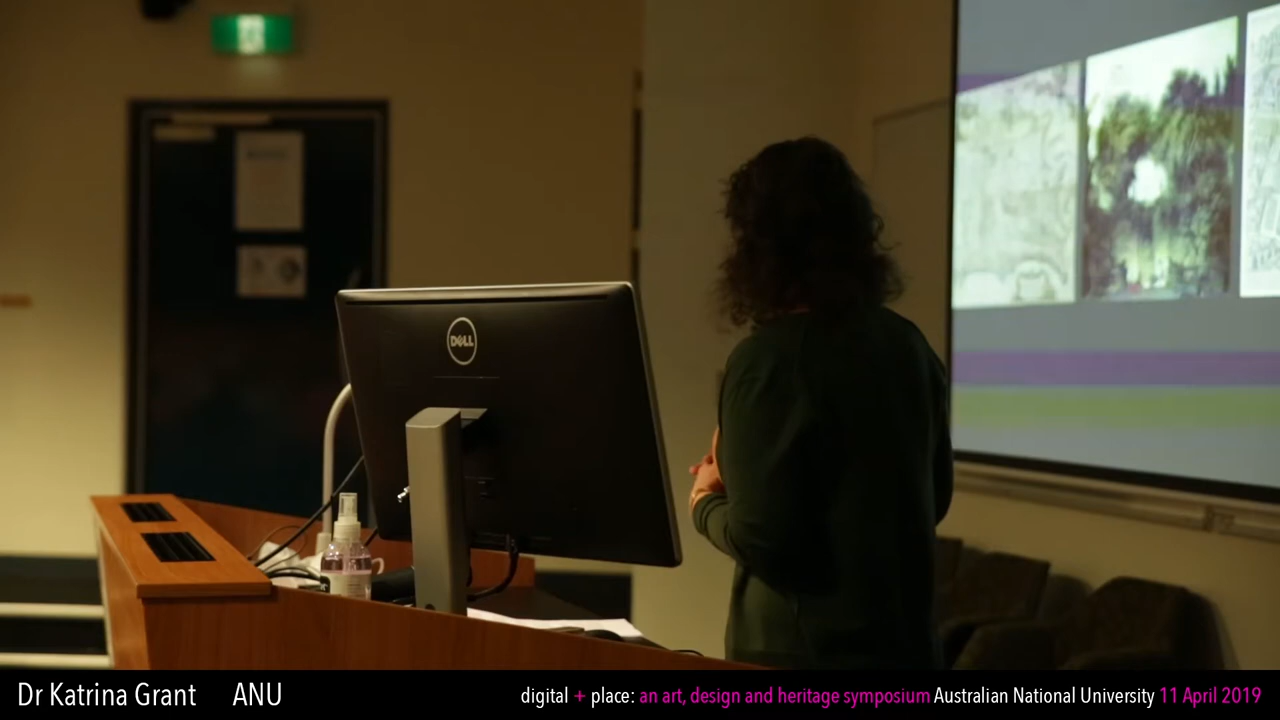 DELL
Dr Katrina Grant ANU
digital + place: an art, design and heritage symposium Australian National University 11 April 2019